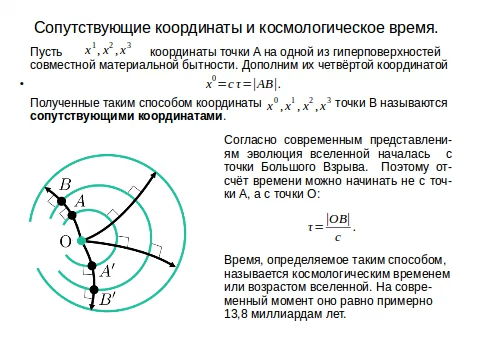 Сопутствующие координаты и космологическое время.
Пусть x¹, x², x³ координаты точки А на одной из гиперповерхностей
совместной материальной бытности. Дополним их четвёртой координатой
• x⁰=cτ=|AB|.
Полученные таким способом координаты x⁰, x¹, x², x³ точки B называются
сопутствующими координатами.
Согласно современным представлени-
ям эволюция вселенной началась с
точки Большого Взрыва. Поэтому от-
счёт времени можно начинать не с точ-
ки А, а с точки O:
τ=|OB|/c.
Время, определяемое таким способом,
называется космологическим временем
или возрастом вселенной. На совре-
менный момент оно равно примерно
13,8 миллиардам лет.
B
A
O
A′
B′